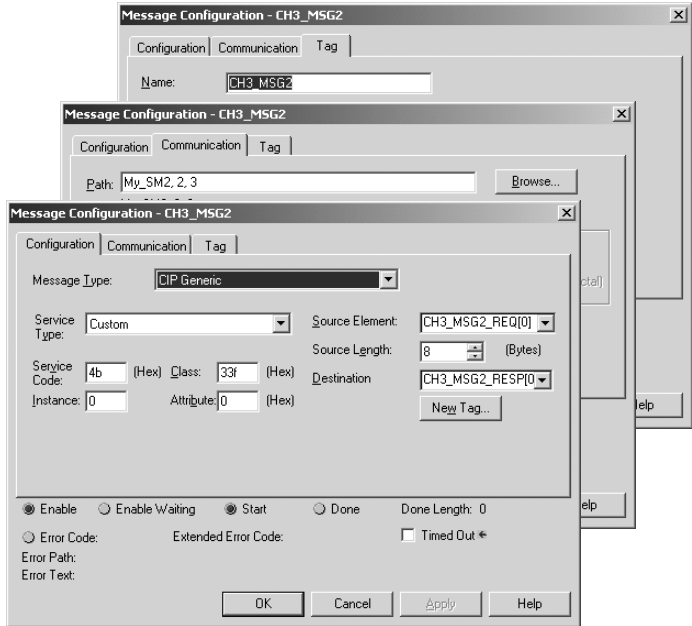 Message Configuration - CH3_MSG2
Configuration Communication Tag
Name: CH3_MSG2
Message Configuration - CH3_MSG2
Configuration Communication Tag
Path: My_SM2, 2, 3 Browse...
ctal)
Message Configuration - CH3_MSG2
Configuration Communication Tag
Message Type: CIP Generic
Service Type: Custom
Source Element: CH3_MSG2_REQ[0]
Source Length: 8 (Bytes)
Service Code: 4b (Hex) Class: 33f (Hex)
Destination CH3_MSG2_RESP[0
Instance: 0 Attribute: 0 (Hex)
New Tag...
Enable Enable Waiting Start Done Done Length: 0
Error Code: Extended Error Code: Timed Out
Error Path:
Error Text:
OK Cancel Apply Help
elp
elp